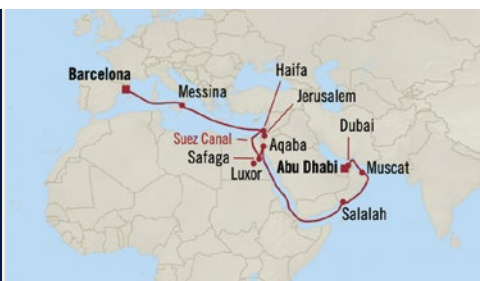 Barcelona
Messina
Haifa
Jerusalem
Suez Canal
Aqaba
Safaga
Luxor
Dubai
Abu Dhabi
Muscat
Salalah